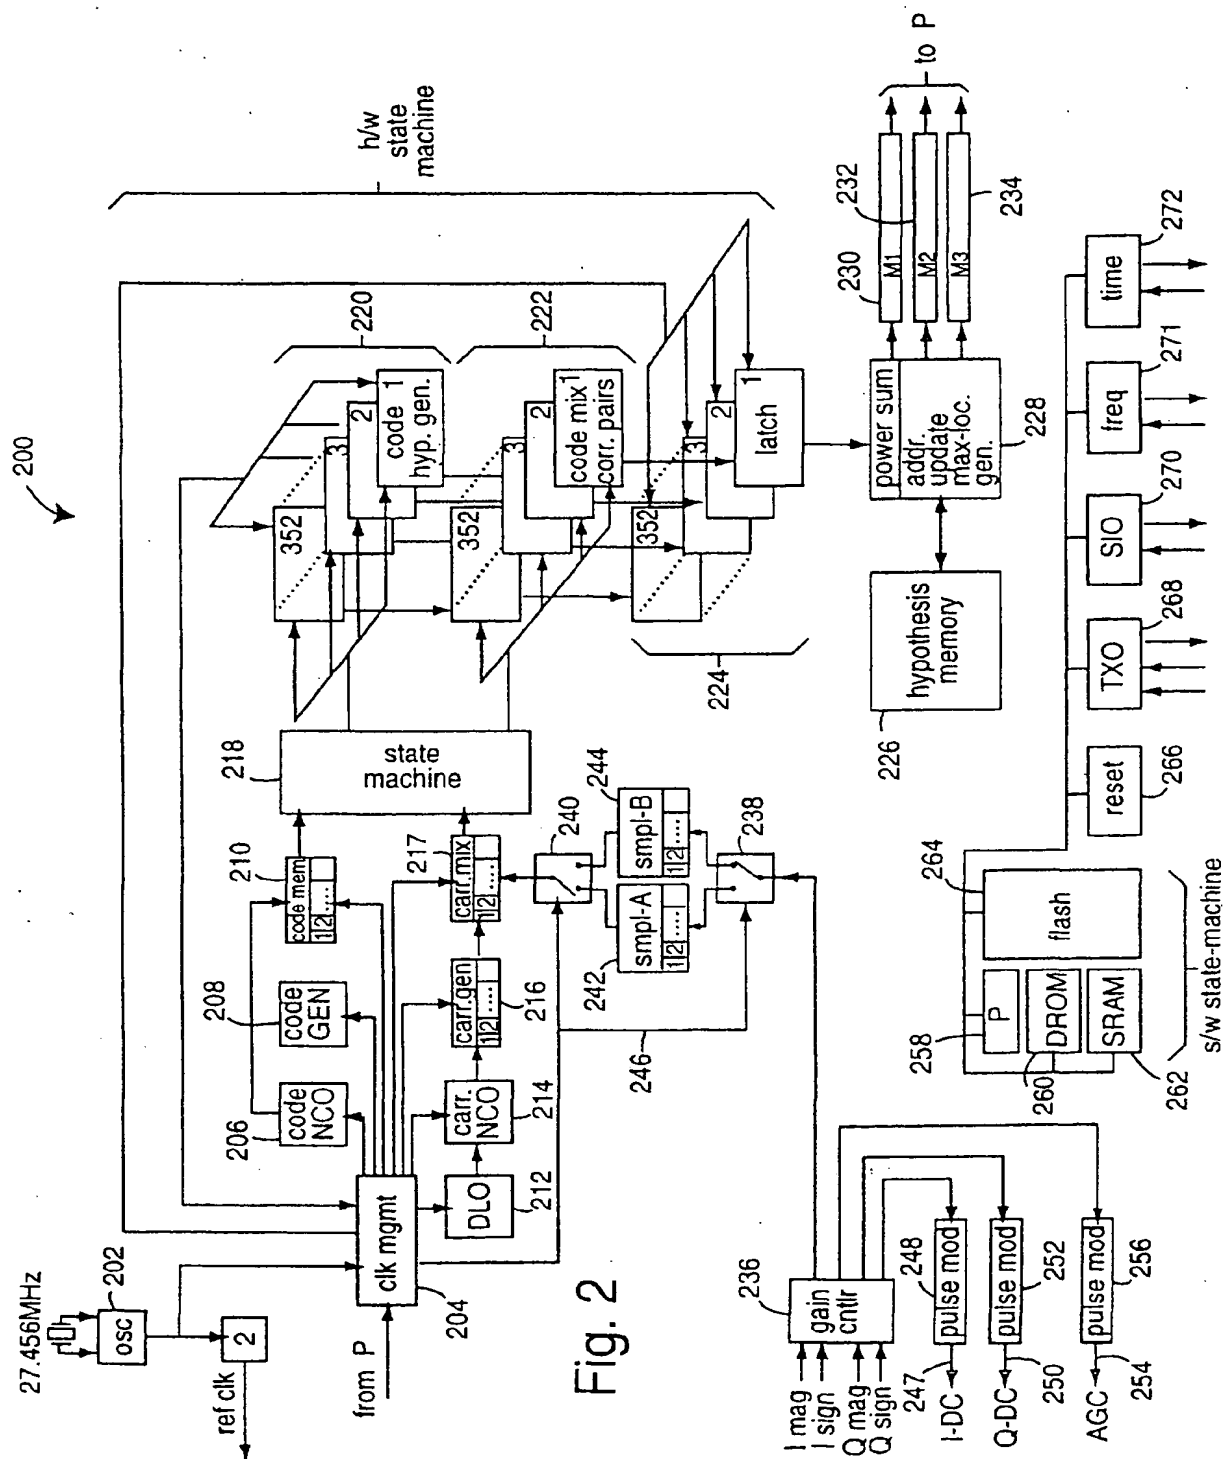 200
27.456MHz
202
osc
2
ref clk
from P
clk mgmt
204
206
code
NCO
208
code
GEN
210
code mem
1 2 ....
DLO
212
carr.
NCO
214
carr.gen
1 2 ....
216
217
carr.mix
1 2 ....
218
state
machine
352
3
2
1
code
hyp. gen.
220
352
3
2
1
code mix
corr. pairs
222
352
3
2
1
latch
224
h/w
state
machine
226
hypothesis
memory
power sum
addr.
update
max-loc.
gen.
228
230
M1
232
M2
M3
234
to P
240
244
smpl-B
1 2 ....
smpl-A
1 2 ....
242
238
246
Fig. 2
236
gain
cntlr
I mag
I sign
Q mag
Q sign
I-DC
247
pulse mod
248
Q-DC
250
pulse mod
252
AGC
254
pulse mod
256
258
P
260
DROM
262
SRAM
264
flash
s/w state-machine
266
reset
268
TXO
270
SIO
271
freq
272
time